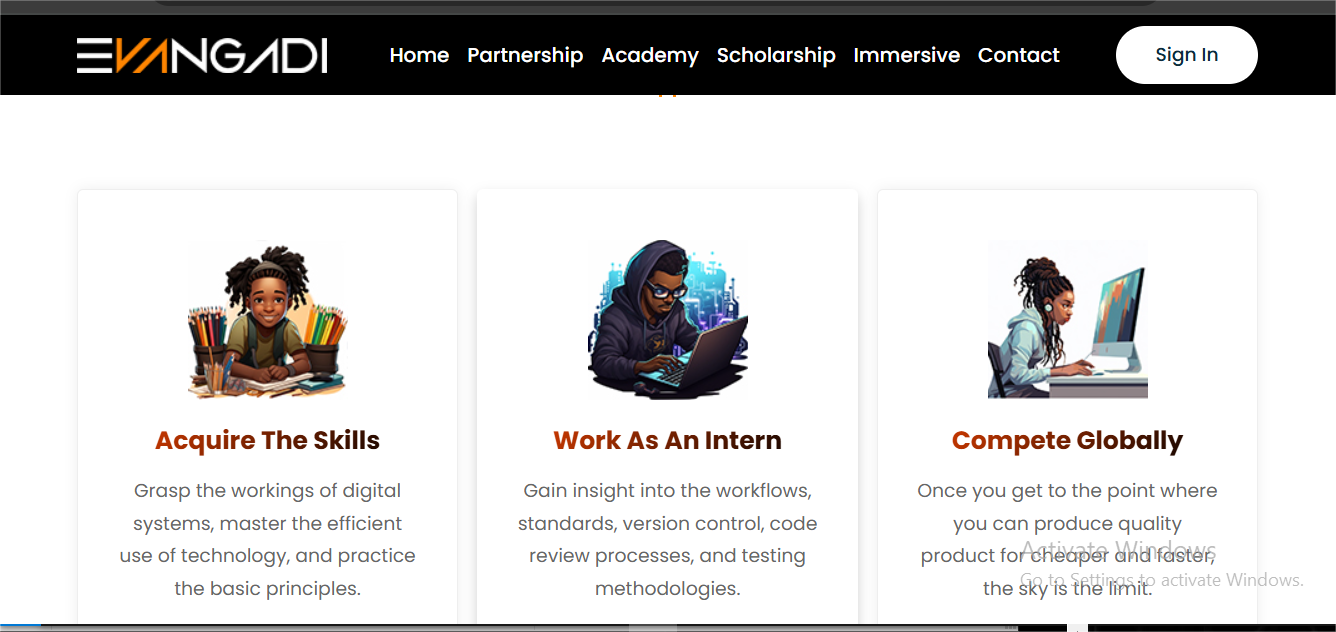 EVANGADI
Home Partnership Academy Scholarship Immersive Contact
Sign In
Acquire The Skills
Grasp the workings of digital
systems, master the efficient
use of technology, and practice
the basic principles.
Work As An Intern
Gain insight into the workflows,
standards, version control, code
review processes, and testing
methodologies.
Compete Globally
Once you get to the point where
you can produce quality
product for cheaper and faster,
the sky is the limit.
Activate Windows
Go to Settings to activate Windows.